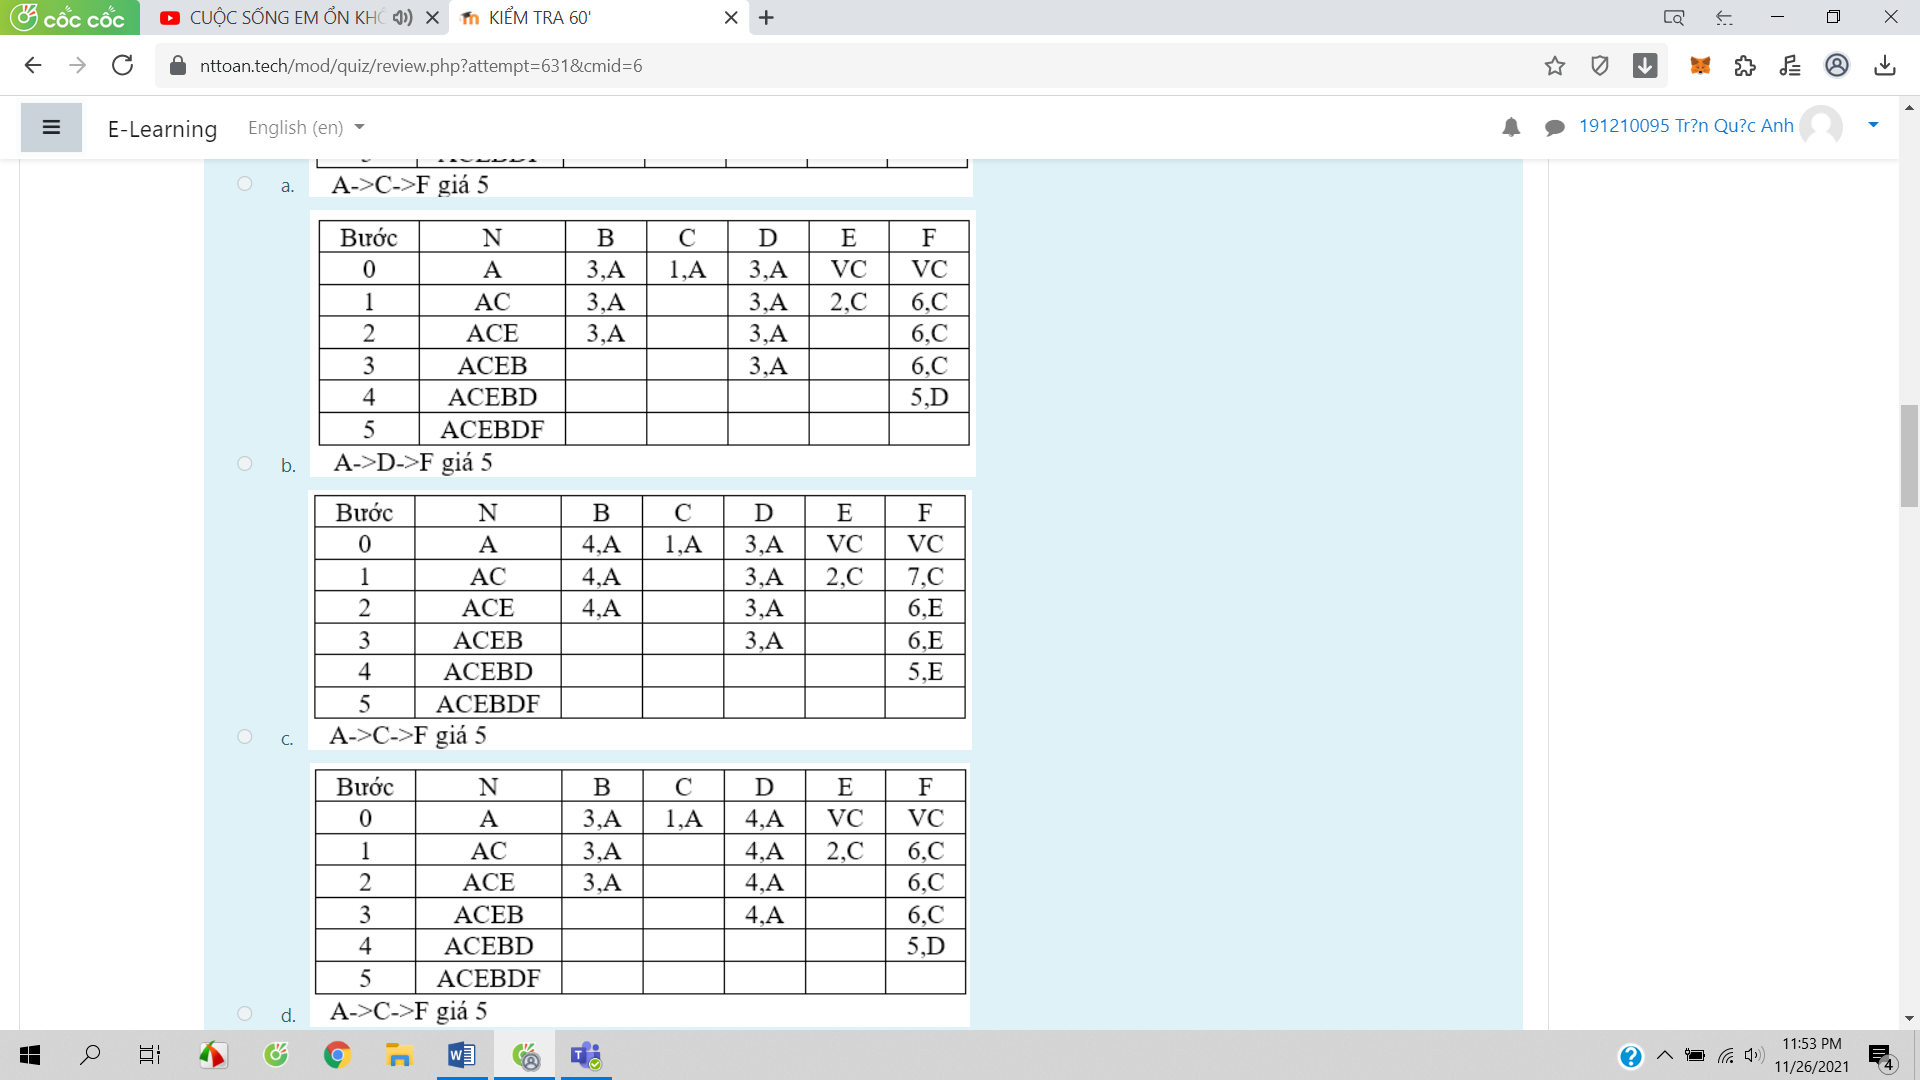 cốc cốc
CUỘC SỐNG EM ỔN KHÔ
KIỂM TRA 60'
nttoan.tech/mod/quiz/review.php?attempt=631&cmid=6
E-Learning
English (en)
191210095 Tr?n Qu?c Anh
a.
A->C->F giá 5
Bước N B C D E F
0 A 3,A 1,A 3,A VC VC
1 AC 3,A 3,A 2,C 6,C
2 ACE 3,A 3,A 6,C
3 ACEB 3,A 6,C
4 ACEBD 5,D
5 ACEBDF
b.
A->D->F giá 5
Bước N B C D E F
0 A 4,A 1,A 3,A VC VC
1 AC 4,A 3,A 2,C 7,C
2 ACE 4,A 3,A 6,E
3 ACEB 3,A 6,E
4 ACEBD 5,E
5 ACEBDF
c.
A->C->F giá 5
Bước N B C D E F
0 A 3,A 1,A 4,A VC VC
1 AC 3,A 4,A 2,C 6,C
2 ACE 3,A 4,A 6,C
3 ACEB 4,A 6,C
4 ACEBD 5,D
5 ACEBDF
d.
A->C->F giá 5
11:53 PM
11/26/2021
4